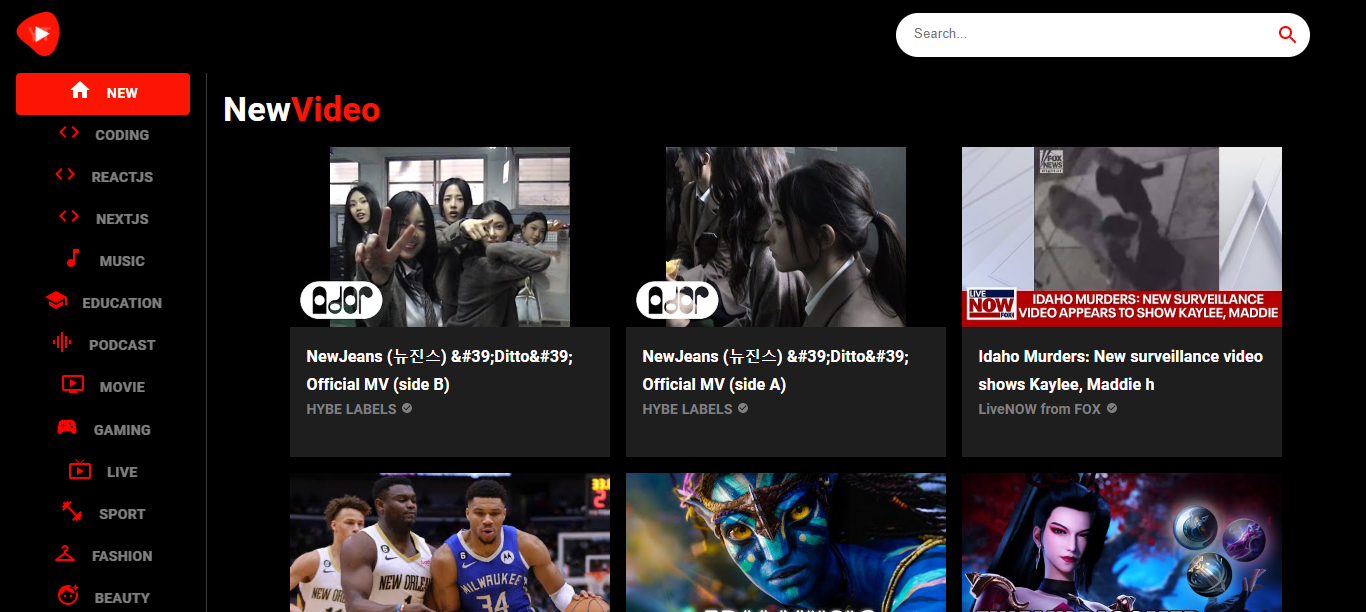 Search...
NEW
CODING
REACTJS
NEXTJS
MUSIC
EDUCATION
PODCAST
MOVIE
GAMING
LIVE
SPORT
FASHION
BEAUTY
NewVideo
ador
ador
FOX
NEWS
LIVE
NOW
FOX
IDAHO MURDERS: NEW SURVEILLANCE
VIDEO APPEARS TO SHOW KAYLEE, MADDIE
NewJeans (뉴진스) &#39;Ditto&#39;
Official MV (side B)
HYBE LABELS
NewJeans (뉴진스) &#39;Ditto&#39;
Official MV (side A)
HYBE LABELS
Idaho Murders: New surveillance video
shows Kaylee, Maddie h
LiveNOW from FOX
NEW ORLEANS
MILWAUKEE
34